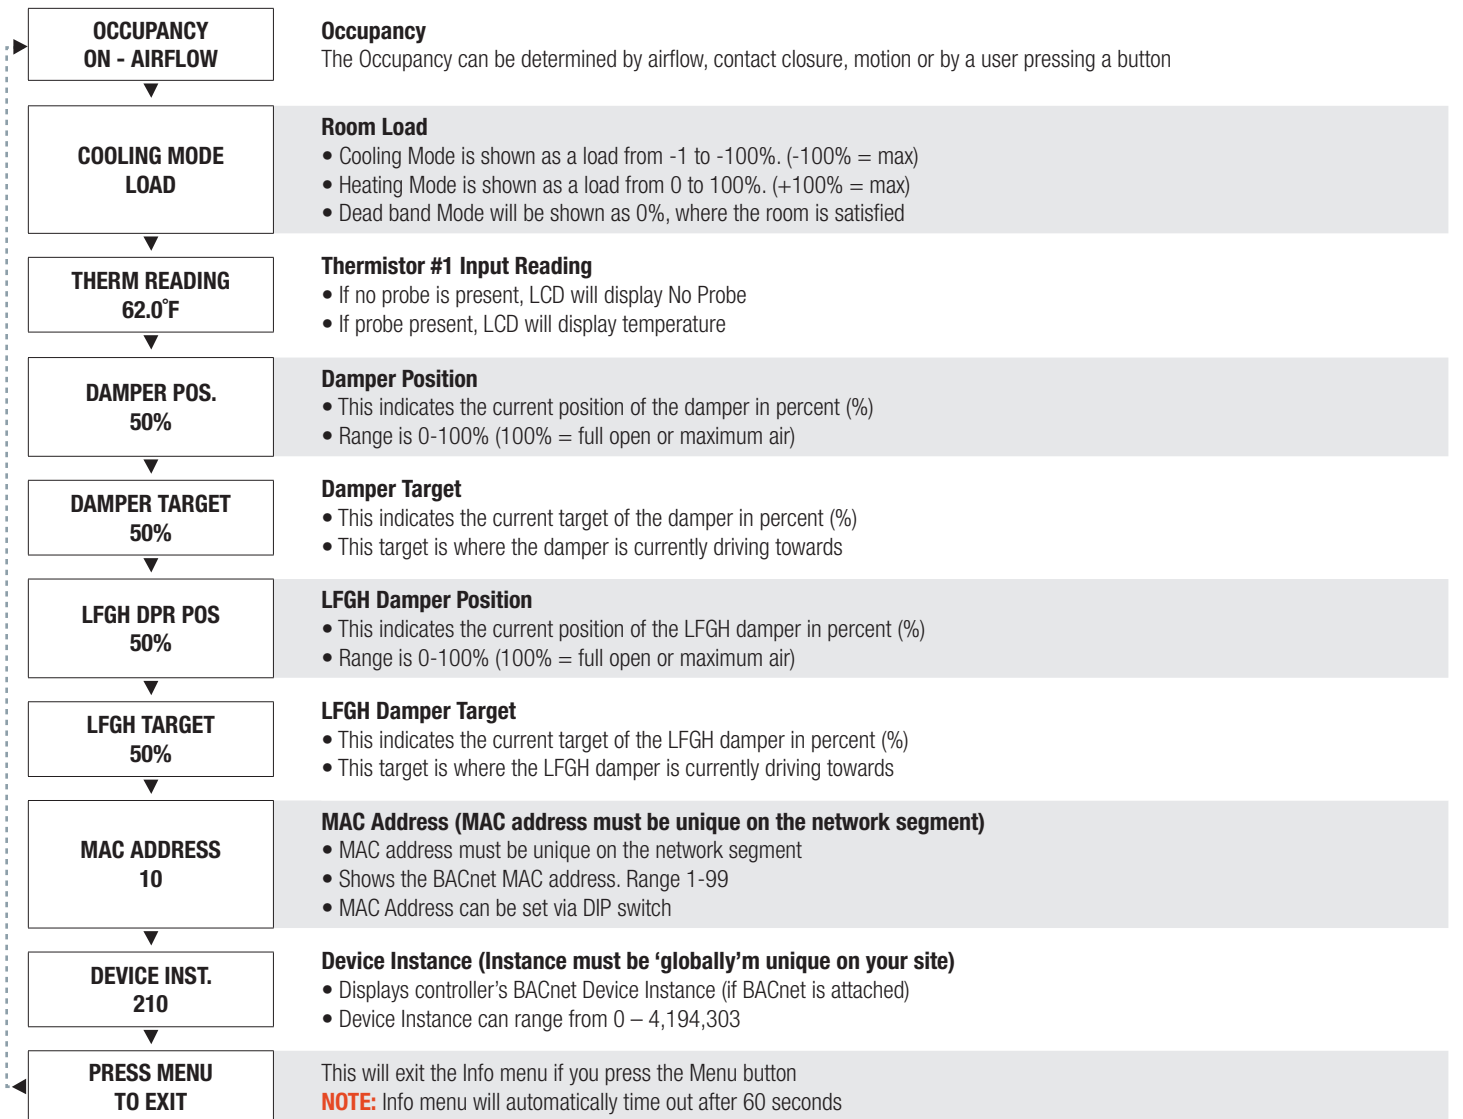 OCCUPANCY
ON - AIRFLOW
Occupancy
The Occupancy can be determined by airflow, contact closure, motion or by a user pressing a button
COOLING MODE
LOAD
Room Load
• Cooling Mode is shown as a load from -1 to -100%. (-100% = max)
• Heating Mode is shown as a load from 0 to 100%. (+100% = max)
• Dead band Mode will be shown as 0%, where the room is satisfied
THERM READING
62.0˚F
Thermistor #1 Input Reading
• If no probe is present, LCD will display No Probe
• If probe present, LCD will display temperature
DAMPER POS.
50%
Damper Position
• This indicates the current position of the damper in percent (%)
• Range is 0-100% (100% = full open or maximum air)
DAMPER TARGET
50%
Damper Target
• This indicates the current target of the damper in percent (%)
• This target is where the damper is currently driving towards
LFGH DPR POS
50%
LFGH Damper Position
• This indicates the current position of the LFGH damper in percent (%)
• Range is 0-100% (100% = full open or maximum air)
LFGH TARGET
50%
LFGH Damper Target
• This indicates the current target of the LFGH damper in percent (%)
• This target is where the LFGH damper is currently driving towards
MAC ADDRESS
10
MAC Address (MAC address must be unique on the network segment)
• MAC address must be unique on the network segment
• Shows the BACnet MAC address. Range 1-99
• MAC Address can be set via DIP switch
DEVICE INST.
210
Device Instance (Instance must be ‘globally’m unique on your site)
• Displays controller’s BACnet Device Instance (if BACnet is attached)
• Device Instance can range from 0 – 4,194,303
PRESS MENU
TO EXIT
This will exit the Info menu if you press the Menu button
NOTE: Info menu will automatically time out after 60 seconds